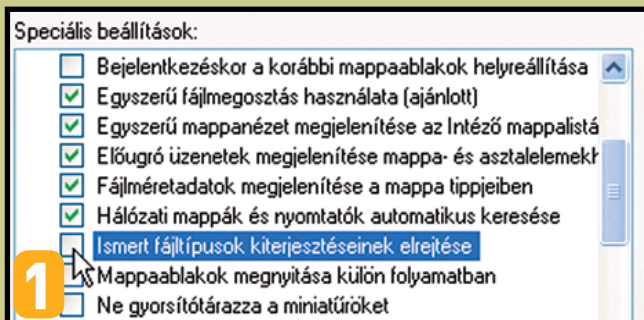 Speciális beállítások:
Bejelentkezéskor a korábbi mappaablakok helyreállítása
Egyszerű fájlmegosztás használata (ajánlott)
Egyszerű mappanézet megjelenítése az Intéző mappalistá
Előugró üzenetek megjelenítése mappa- és asztalelemekh
Fájlméretadatok megjelenítése a mappa tippjeiben
Hálózati mappák és nyomtatók automatikus keresése
Ismert fájltípusok kiterjesztéseinek elrejtése
Mappaablakok megnyitása külön folyamatban
Ne gyorsítótárazza a miniatűröket
1